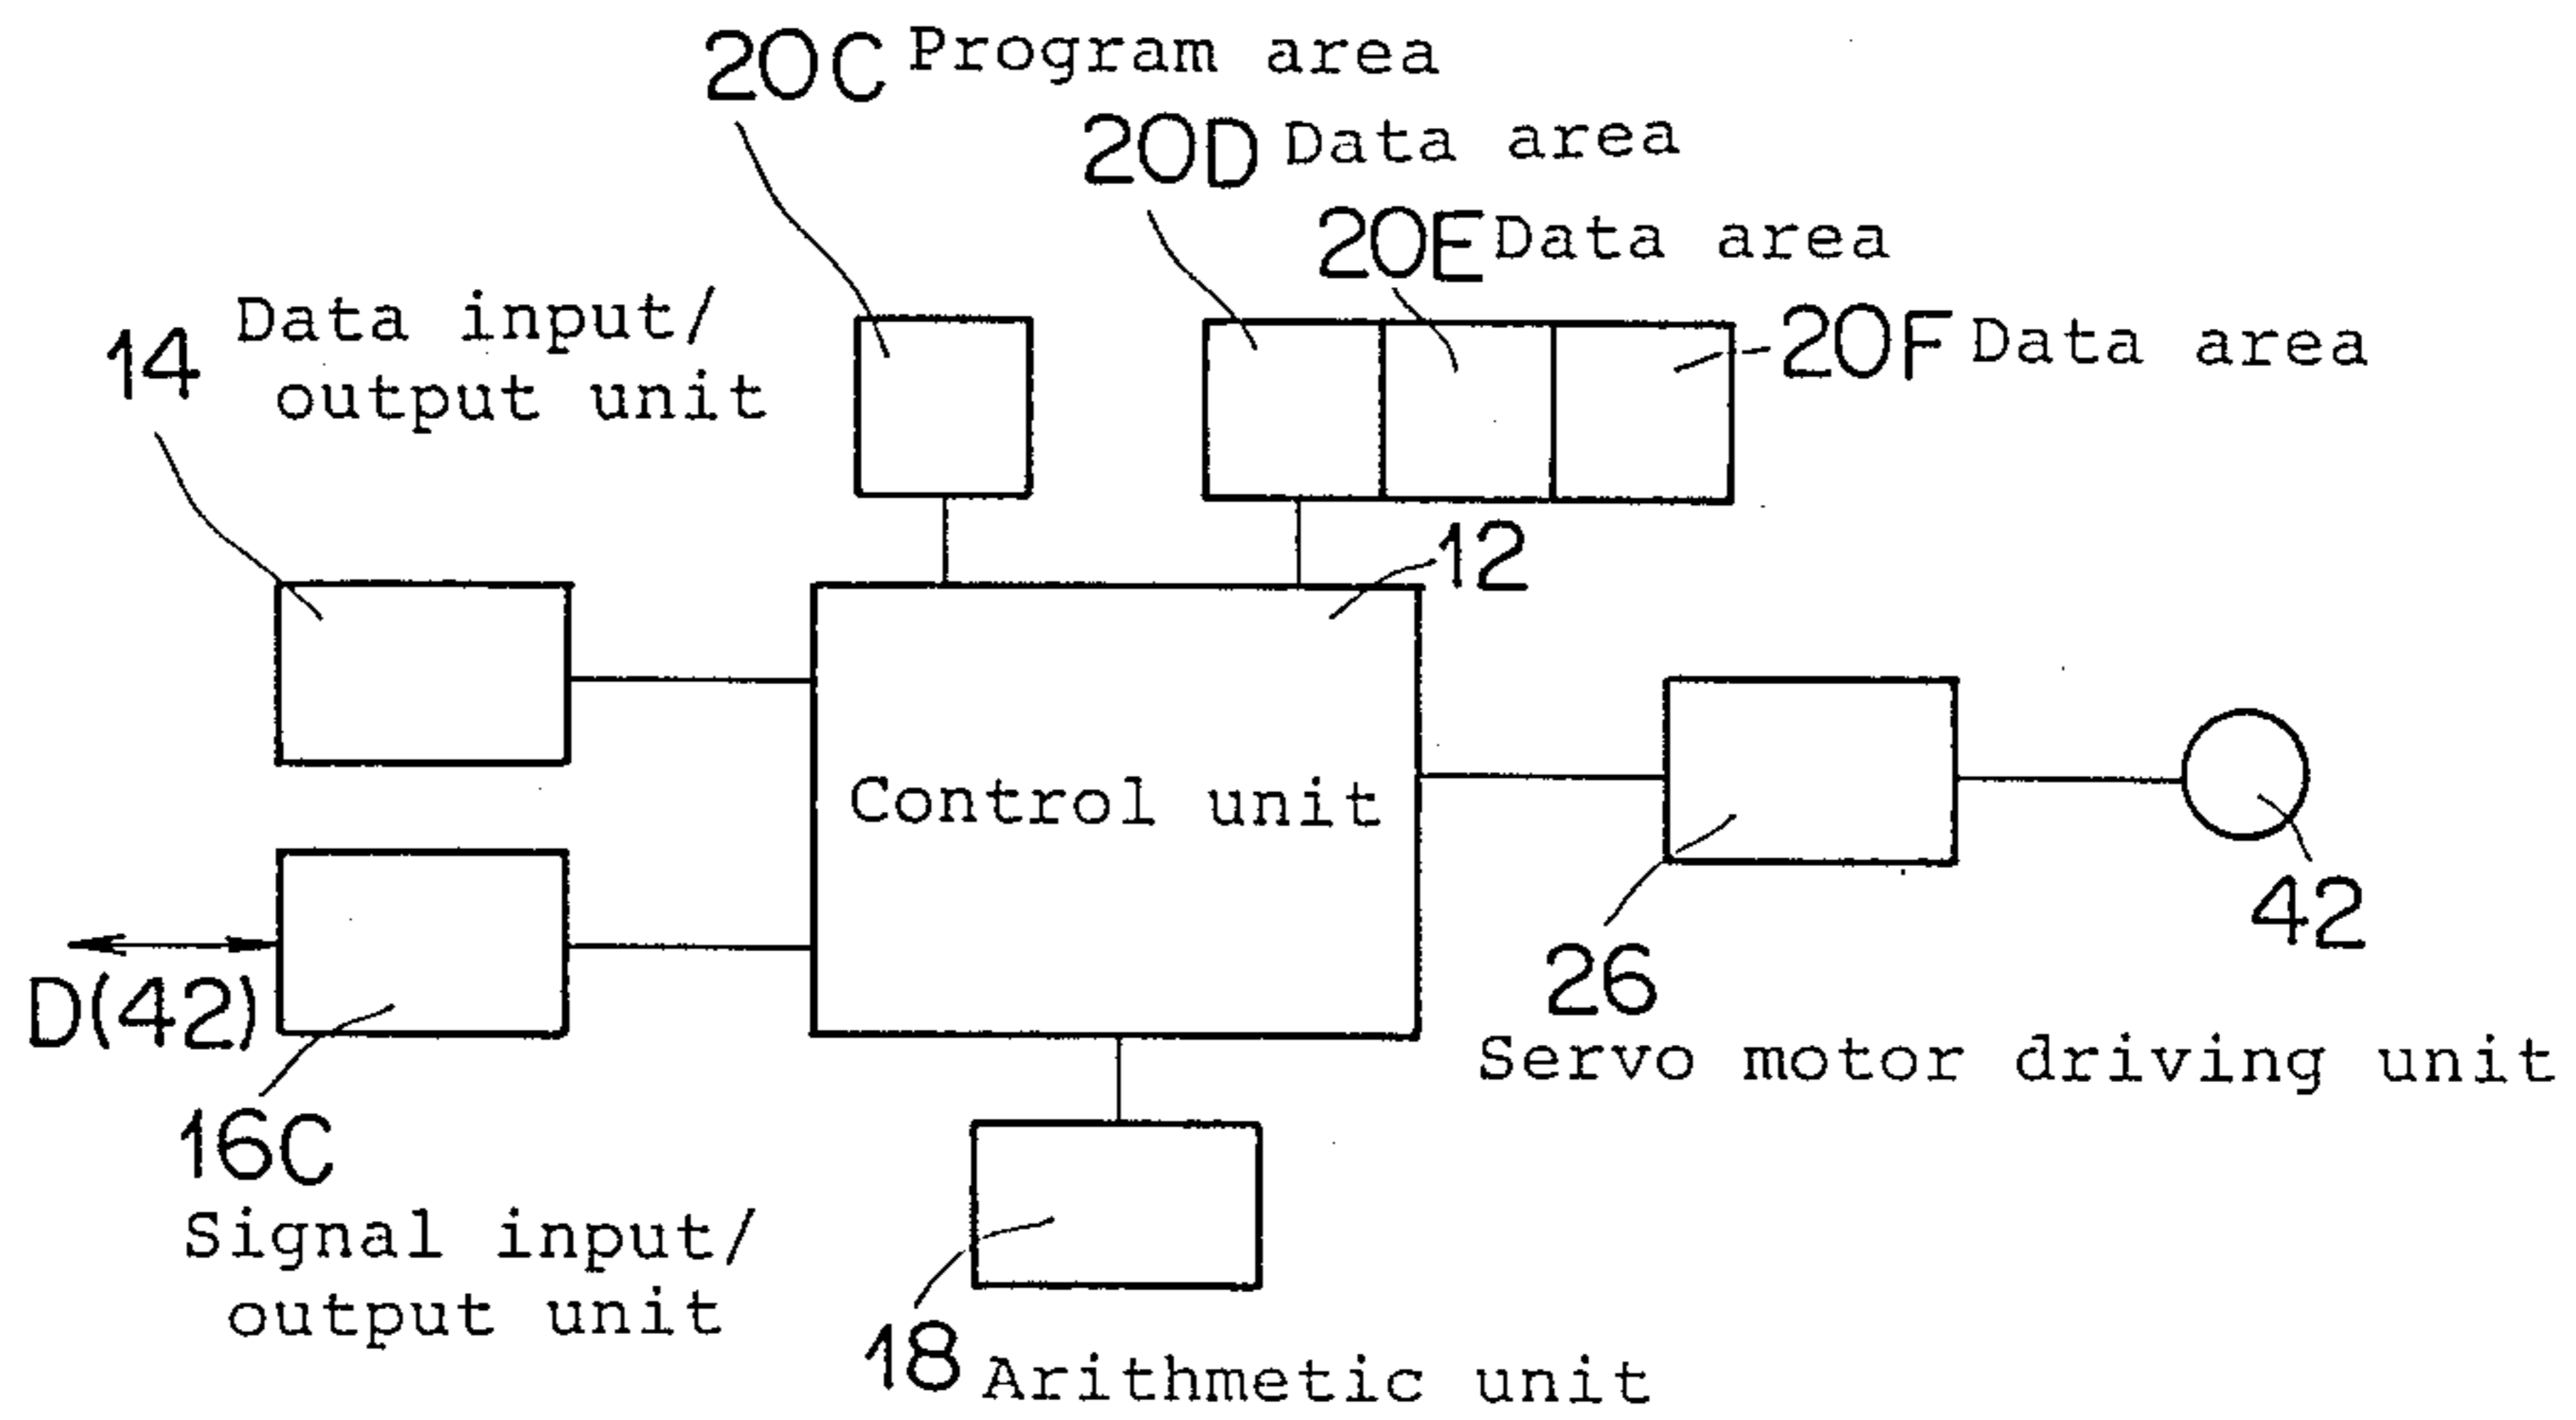 20C Program area
20D Data area
20E Data area
20F Data area
14 Data input/
output unit
12
Control unit
42
D(42)
26
Servo motor driving unit
16C
Signal input/
output unit
18 Arithmetic unit